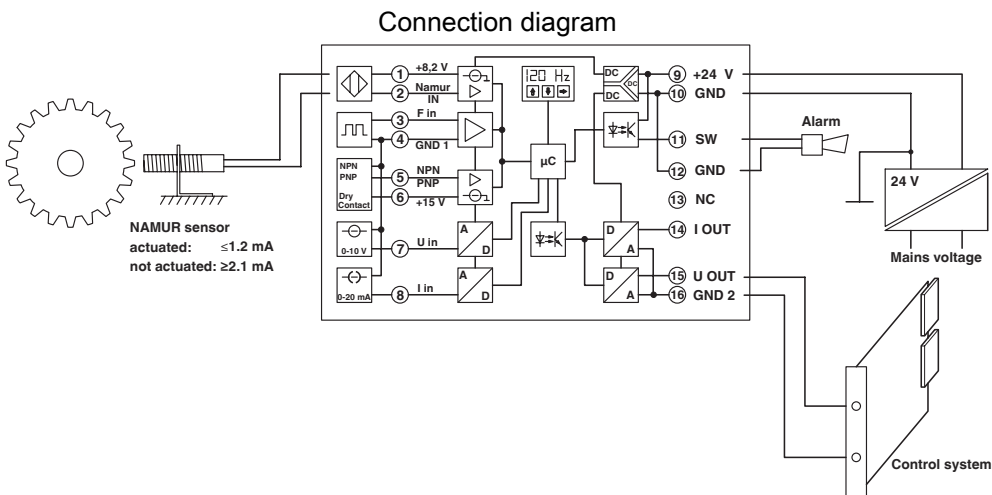 Connection diagram
1 +8,2 V
2 Namur
IN
3 F in
4 GND 1
NPN
PNP
Dry
Contact
5 NPN
PNP
6 +15 V
0-10 V
7 U in
0-20 mA
8 I in
A
D
A
D
120 Hz
µC
DC
DC
DC
D
A
D
A
9 +24 V
10 GND
11 SW
12 GND
13 NC
14 I OUT
15 U OUT
16 GND 2
Alarm
24 V
Mains voltage
NAMUR sensor
actuated: ≤1.2 mA
not actuated: ≥2.1 mA
Control system